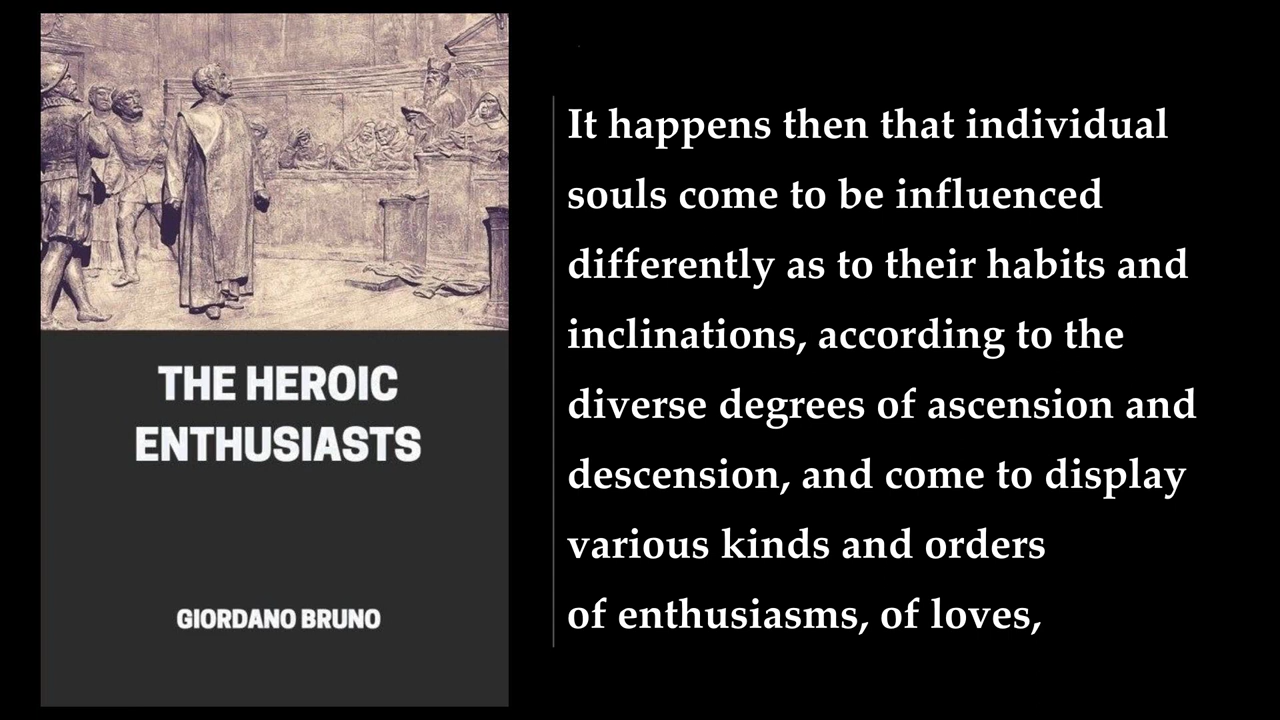 THE HEROIC
ENTHUSIASTS
GIORDANO BRUNO
It happens then that individual
souls come to be influenced
differently as to their habits and
inclinations, according to the
diverse degrees of ascension and
descension, and come to display
various kinds and orders
of enthusiasms, of loves,